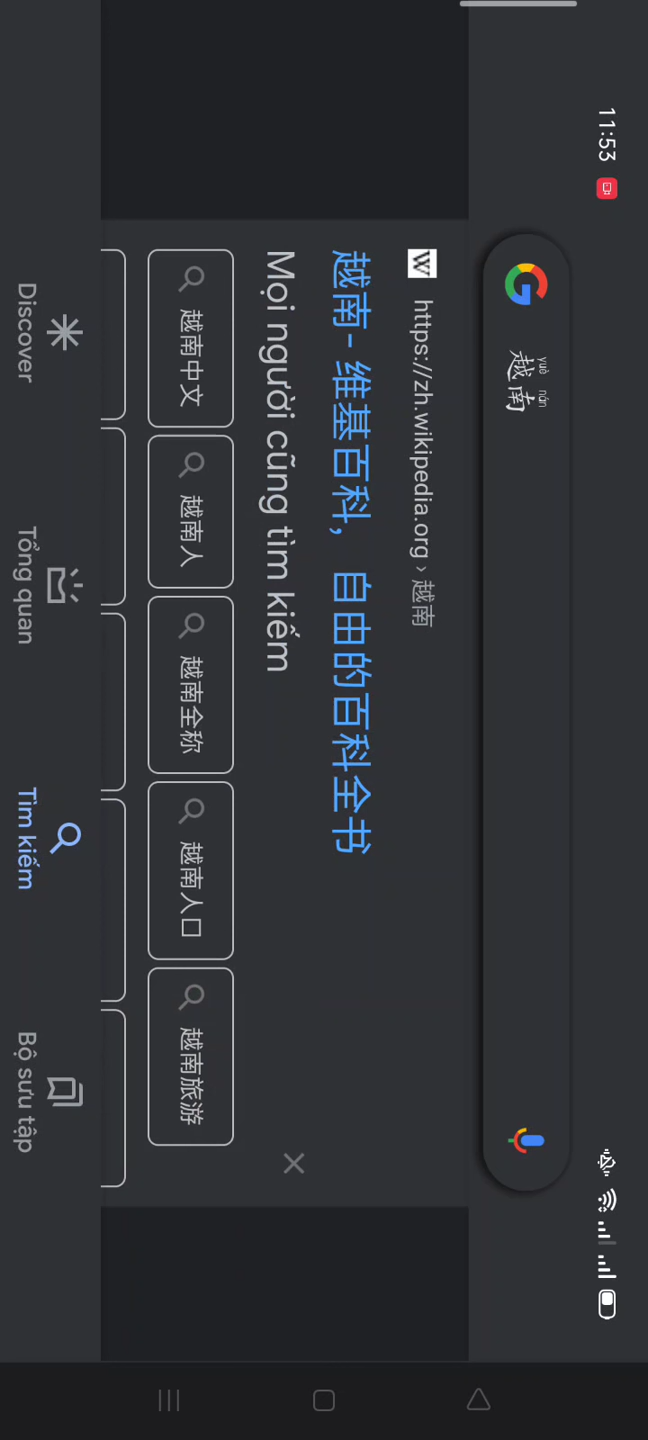 11:53
yuè nán
越南
https://zh.wikipedia.org › 越南
越南- 维基百科，自由的百科全书
Mọi người cũng tìm kiếm
越南中文
越南人
越南全称
越南人口
越南旅游
Discover
Tổng quan
Tìm kiếm
Bộ sưu tập